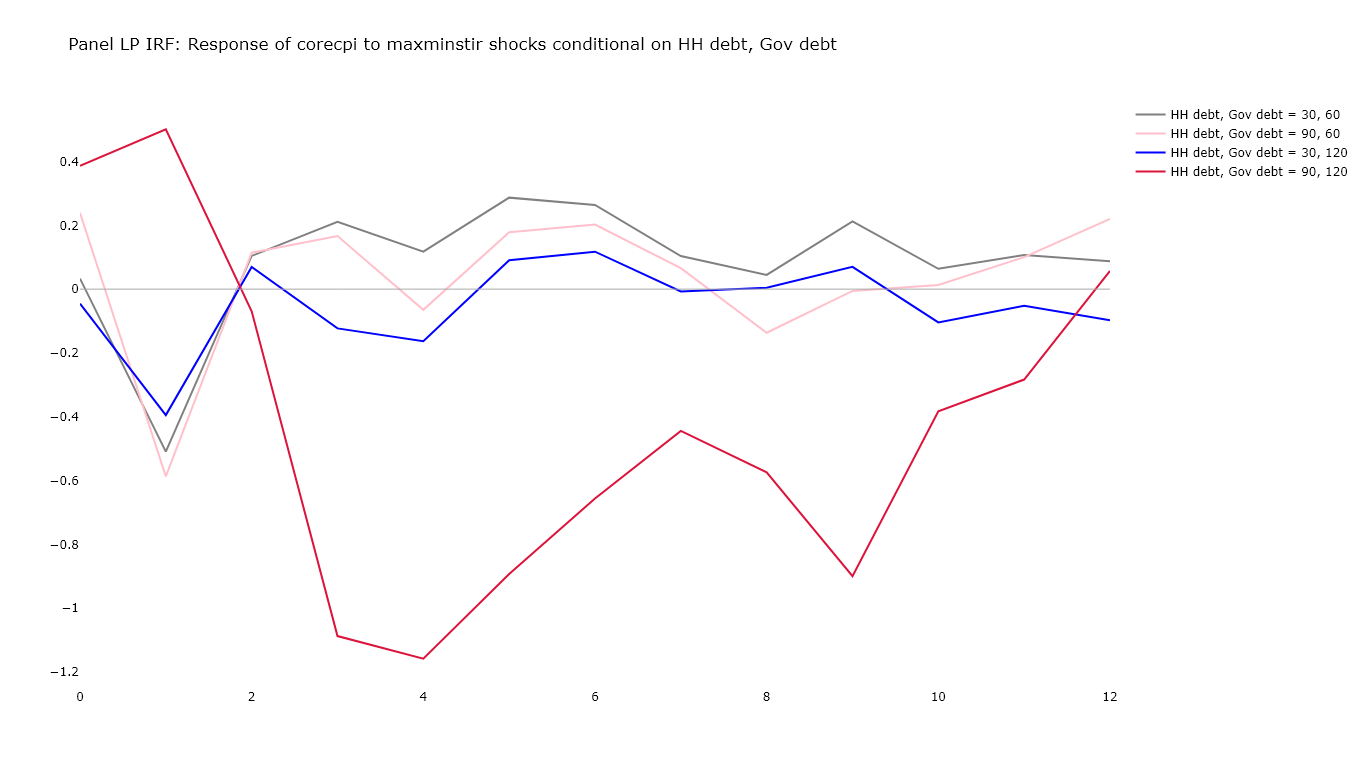 Panel LP IRF: Response of corecpi to maxminstir shocks conditional on HH debt, Gov debt
HH debt, Gov debt = 30, 60
HH debt, Gov debt = 90, 60
HH debt, Gov debt = 30, 120
HH debt, Gov debt = 90, 120
0.4
0.2
0
−0.2
−0.4
−0.6
−0.8
−1
−1.2
0 2 4 6 8 10 12